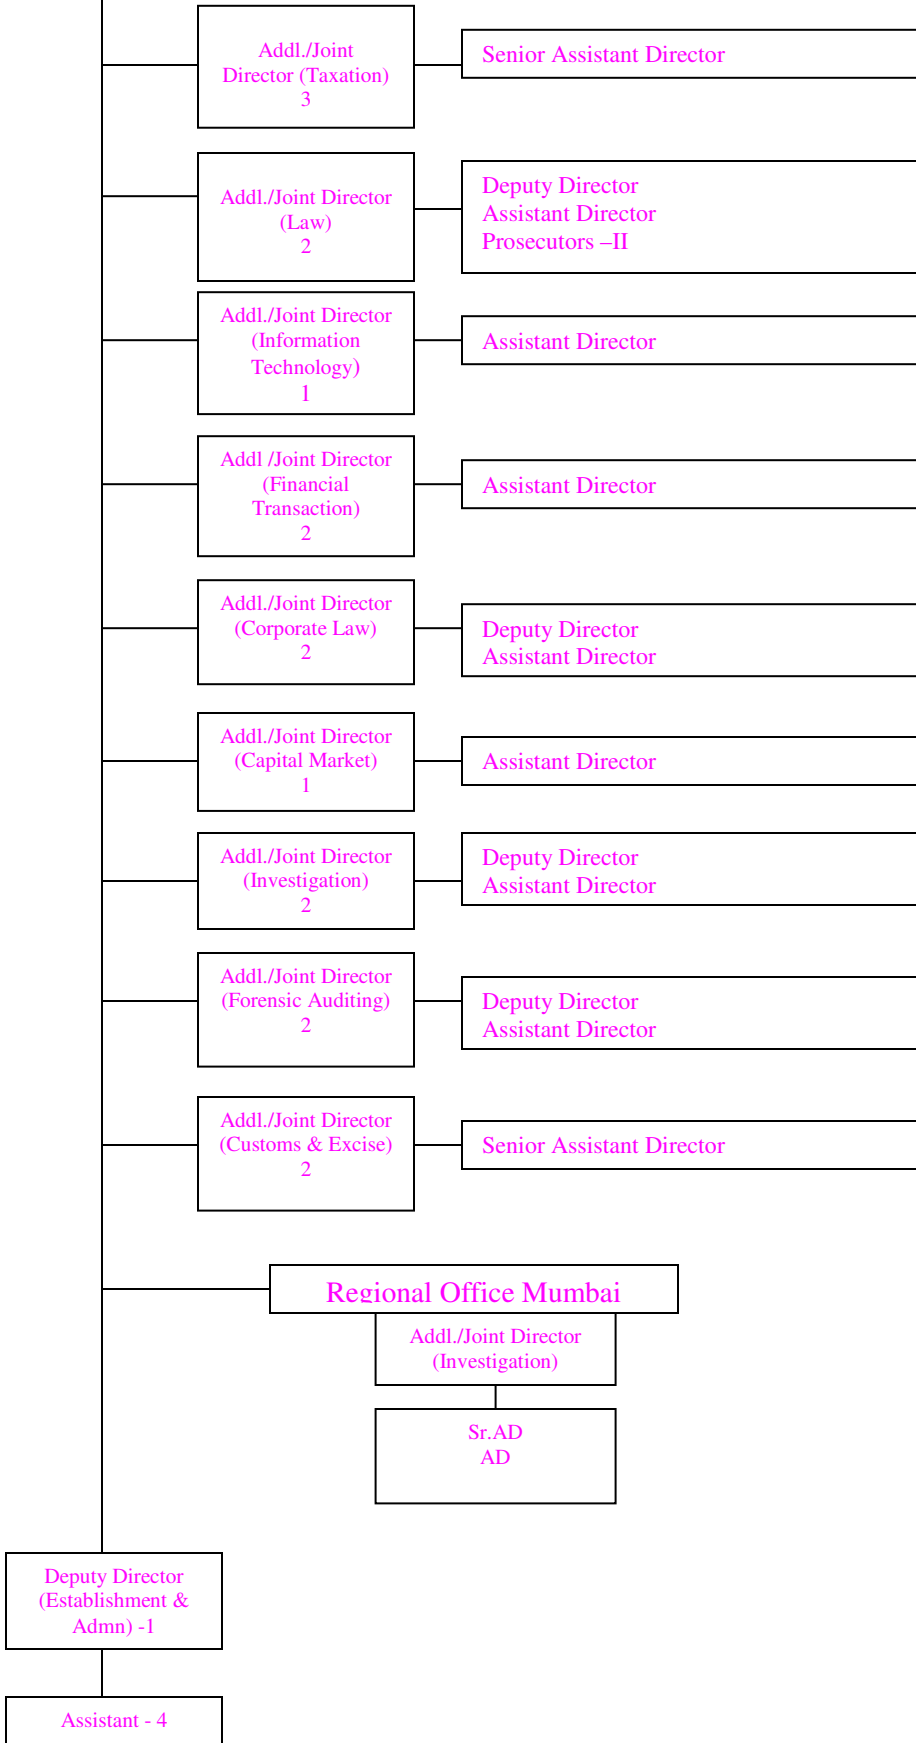 Addl./Joint
Director (Taxation)
3
Senior Assistant Director
Addl./Joint Director
(Law)
2
Deputy Director
Assistant Director
Prosecutors –II
Addl./Joint Director
(Information
Technology)
1
Assistant Director
Addl /Joint Director
(Financial
Transaction)
2
Assistant Director
Addl./Joint Director
(Corporate Law)
2
Deputy Director
Assistant Director
Addl./Joint Director
(Capital Market)
1
Assistant Director
Addl./Joint Director
(Investigation)
2
Deputy Director
Assistant Director
Addl./Joint Director
(Forensic Auditing)
2
Deputy Director
Assistant Director
Addl./Joint Director
(Customs & Excise)
2
Senior Assistant Director
Regional Office Mumbai
Addl./Joint Director
(Investigation)
Sr.AD
AD
Deputy Director
(Establishment &
Admn) -1
Assistant - 4